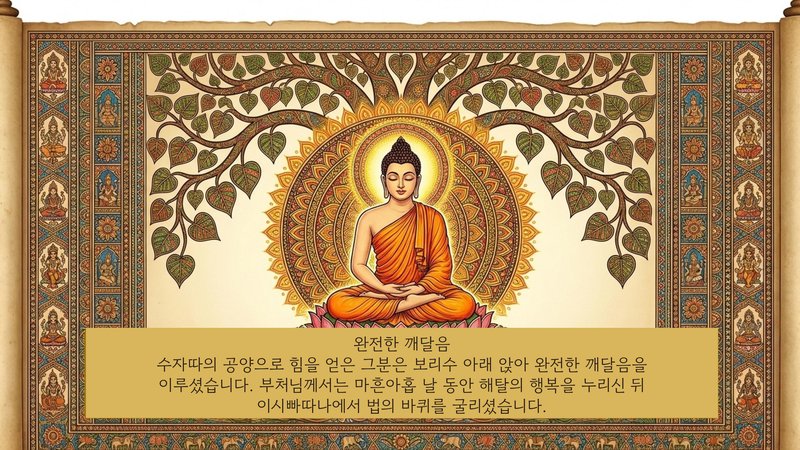 완전한 깨달음
수자따의 공양으로 힘을 얻은 그분은 보리수 아래 앉아 완전한 깨달음을
이루셨습니다. 부처님께서는 마흔아홉 날 동안 해탈의 행복을 누리신 뒤
이시빠따나에서 법의 바퀴를 굴리셨습니다.